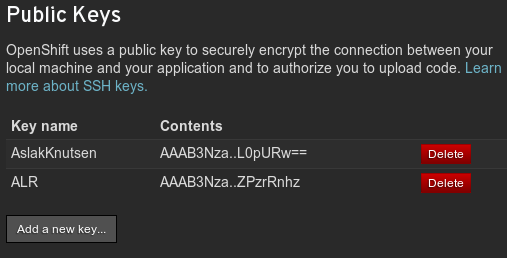 Public Keys
OpenShift uses a public key to securely encrypt the connection between your
local machine and your application and to authorize you to upload code. Learn
more about SSH keys.
Key name Contents
AslakKnutsen AAAB3Nza..L0pURw== Delete
ALR AAAB3Nza..ZPzrRnhz Delete
Add a new key...